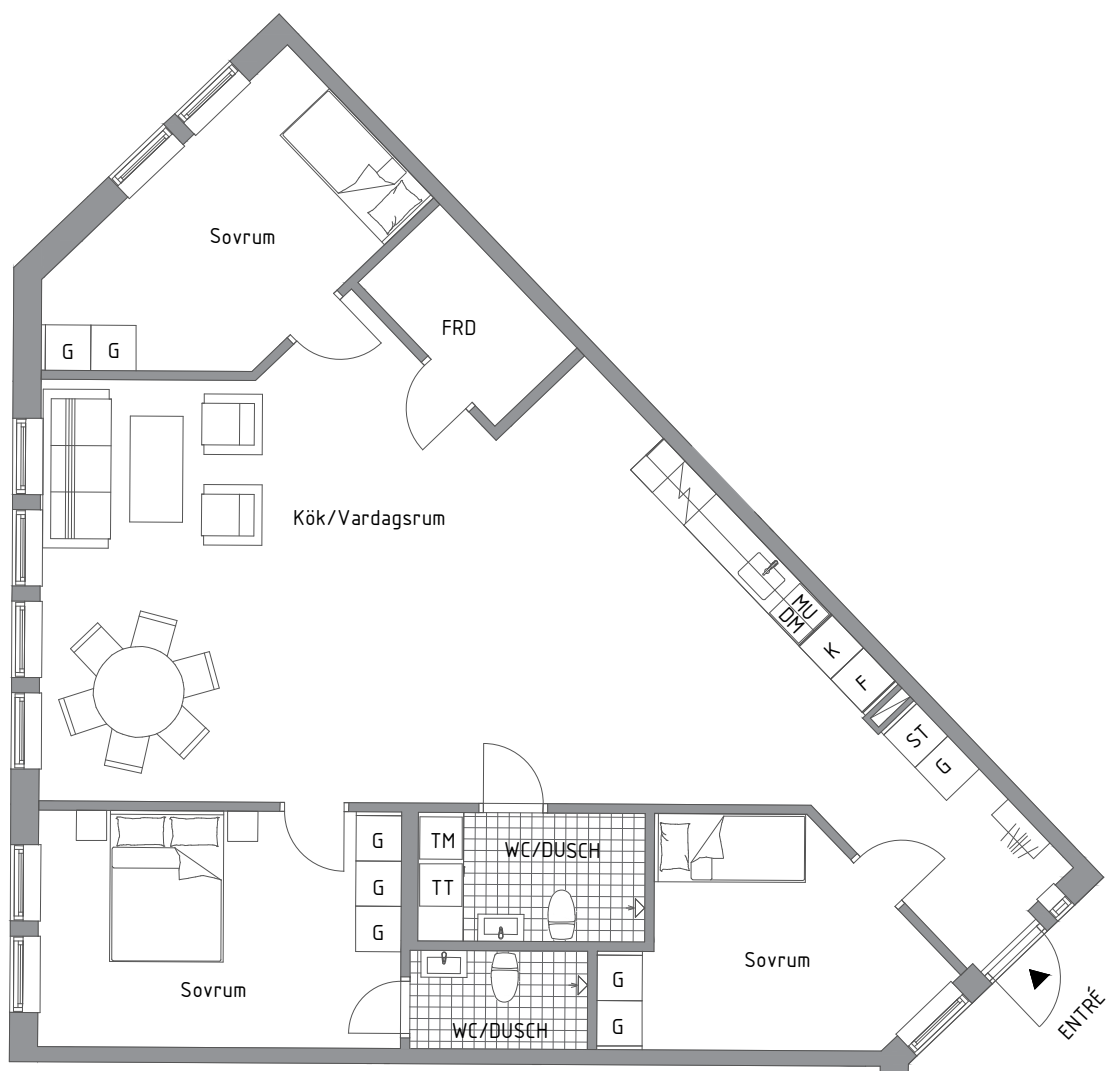 Sovrum
FRD
G G
Kök/Vardagsrum
MU
DM
K
F
ST
G
G
G
G
TM
TT
WC/DUSCH
Sovrum
Sovrum
G
G
WC/DUSCH
ENTRÉ